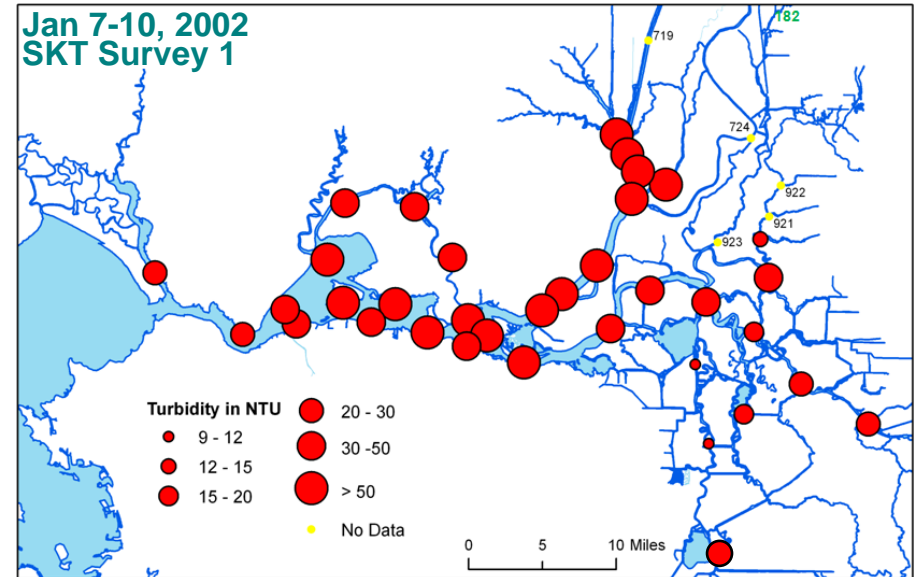 Jan 7-10, 2002
SKT Survey 1
T82
719
724
922
921
923
Turbidity in NTU
9 - 12
12 - 15
15 - 20
20 - 30
30 -50
> 50
No Data
0 5 10 Miles